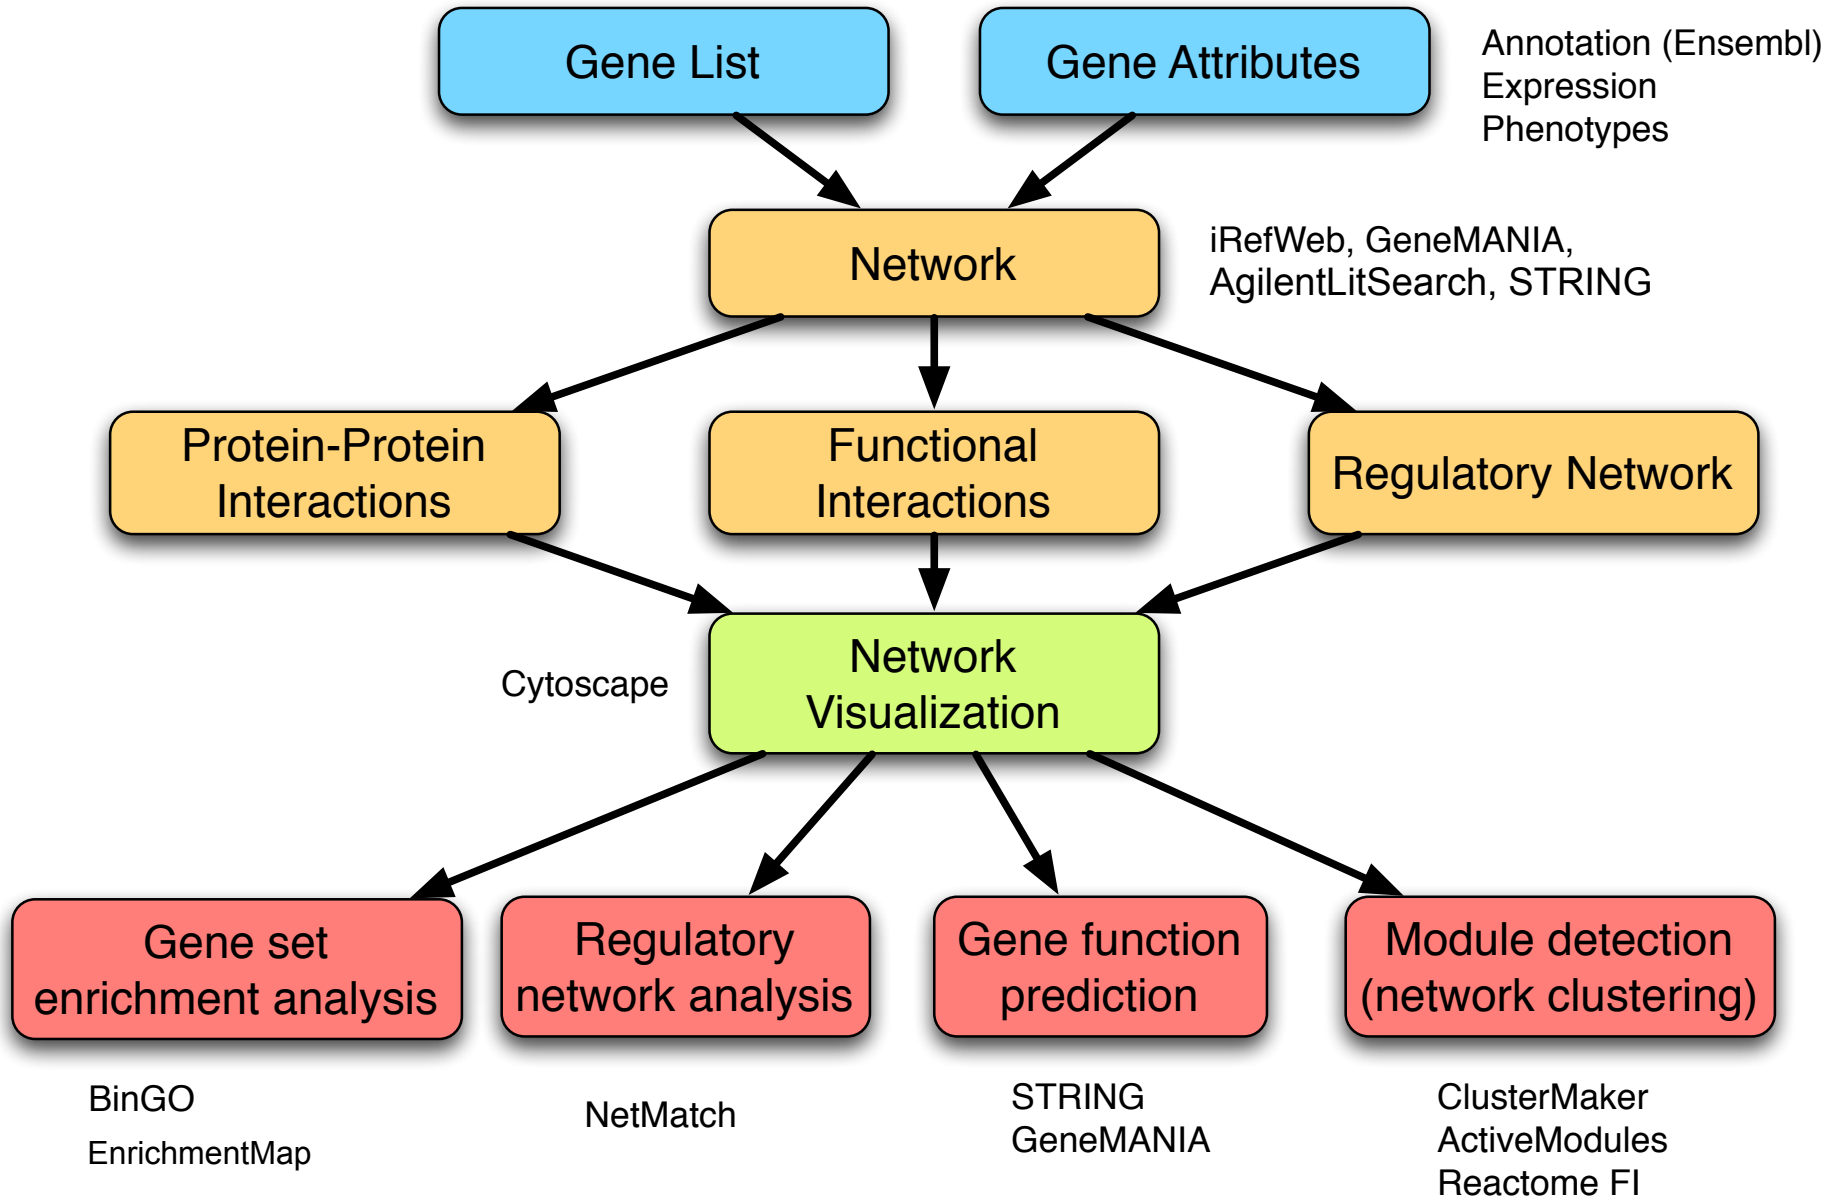 Gene List
Gene Attributes
Annotation (Ensembl)
Expression
Phenotypes
Network
iRefWeb, GeneMANIA,
AgilentLitSearch, STRING
Protein-Protein
Interactions
Functional
Interactions
Regulatory Network
Cytoscape
Network
Visualization
Gene set
enrichment analysis
Regulatory
network analysis
Gene function
prediction
Module detection
(network clustering)
BinGO
EnrichmentMap
NetMatch
STRING
GeneMANIA
ClusterMaker
ActiveModules
Reactome FI